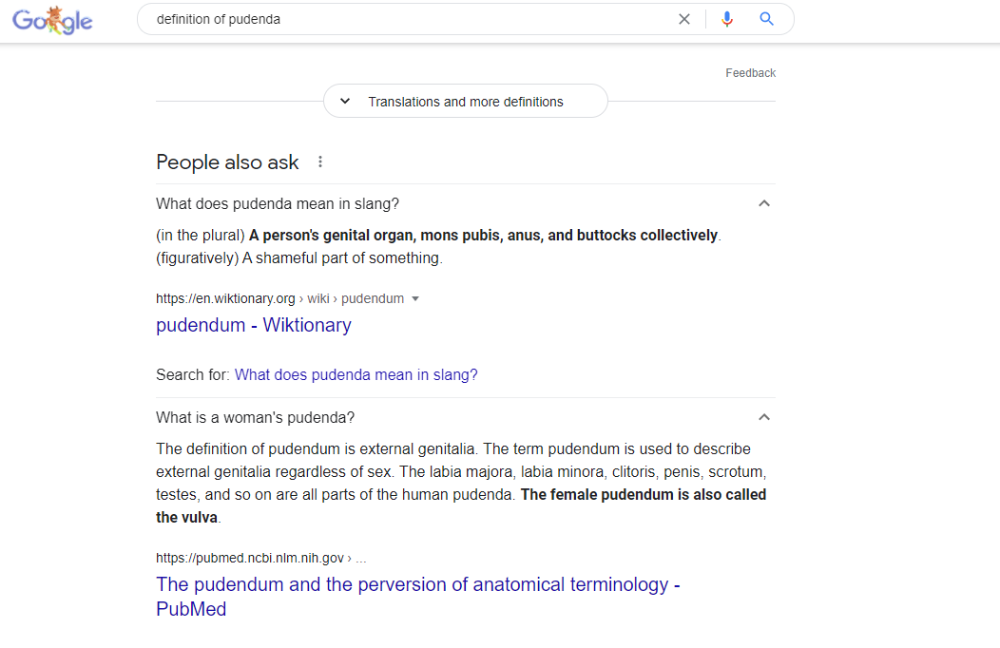 Google
definition of pudenda
Feedback
Translations and more definitions
People also ask
What does pudenda mean in slang?
(in the plural) A person's genital organ, mons pubis, anus, and buttocks collectively.
(figuratively) A shameful part of something.
https://en.wiktionary.org › wiki › pudendum
pudendum - Wiktionary
Search for: What does pudenda mean in slang?
What is a woman's pudenda?
The definition of pudendum is external genitalia. The term pudendum is used to describe
external genitalia regardless of sex. The labia majora, labia minora, clitoris, penis, scrotum,
testes, and so on are all parts of the human pudenda. The female pudendum is also called
the vulva.
https://pubmed.ncbi.nlm.nih.gov › ...
The pudendum and the perversion of anatomical terminology -
PubMed